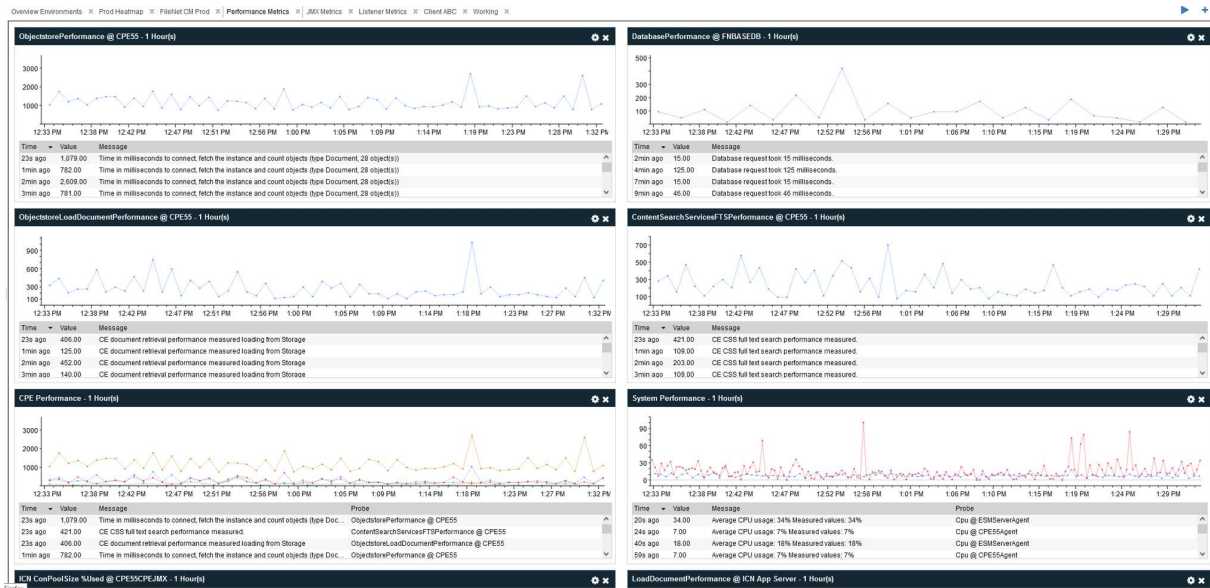 Overview Environments × Prod Heatmap × FileNet CM Prod × Performance Metrics × JMX Metrics × Listener Metrics × Client ABC × Working ×
ObjectstorePerformance @ CPE55 - 1 Hour(s)
3000
2000
1000
12:33 PM 12:38 PM 12:42 PM 12:47 PM 12:51 PM 12:56 PM 1:00 PM 1:05 PM 1:09 PM 1:14 PM 1:19 PM 1:23 PM 1:28 PM 1:32 PM
Time Value Message
23s ago 1,079.00 Time in milliseconds to connect, fetch the instance and count objects (type Document, 28 object(s))
1min ago 782.00 Time in milliseconds to connect, fetch the instance and count objects (type Document, 28 object(s))
2min ago 2,609.00 Time in milliseconds to connect, fetch the instance and count objects (type Document, 28 object(s))
3min ago 781.00 Time in milliseconds to connect, fetch the instance and count objects (type Document, 28 object(s))
DatabasePerformance @ FNBASEDB - 1 Hour(s)
500
300
200
100
12:33 PM 12:38 PM 12:42 PM 12:47 PM 12:52 PM 12:56 PM 1:01 PM 1:06 PM 1:10 PM 1:15 PM 1:19 PM 1:24 PM 1:29 PM
Time Value Message
2min ago 15.00 Database request took 15 milliseconds.
4min ago 125.00 Database request took 125 milliseconds.
7min ago 15.00 Database request took 15 milliseconds.
9min ago 46.00 Database request took 46 milliseconds.
ObjectstoreLoadDocumentPerformance @ CPE55 - 1 Hour(s)
900
600
300
100
12:33 PM 12:38 PM 12:42 PM 12:47 PM 12:51 PM 12:56 PM 1:00 PM 1:05 PM 1:09 PM 1:14 PM 1:18 PM 1:23 PM 1:27 PM 1:32 PM
Time Value Message
23s ago 406.00 CE document retrieval performance measured loading from Storage
1min ago 125.00 CE document retrieval performance measured loading from Storage
2min ago 452.00 CE document retrieval performance measured loading from Storage
3min ago 140.00 CE document retrieval performance measured loading from Storage
ContentSearchServicesFTSPerformance @ CPE55 - 1 Hour(s)
700
500
300
100
12:33 PM 12:38 PM 12:42 PM 12:47 PM 12:52 PM 12:56 PM 1:01 PM 1:06 PM 1:10 PM 1:15 PM 1:19 PM 1:24 PM 1:29 PM
Time Value Message
23s ago 421.00 CE CSS full text search performance measured.
1min ago 109.00 CE CSS full text search performance measured.
2min ago 203.00 CE CSS full text search performance measured.
3min ago 109.00 CE CSS full text search performance measured.
CPE Performance - 1 Hour(s)
3000
2000
1000
12:33 PM 12:38 PM 12:42 PM 12:47 PM 12:51 PM 12:56 PM 1:00 PM 1:05 PM 1:09 PM 1:14 PM 1:18 PM 1:23 PM 1:27 PM 1:32 PM
Time Value Message Probe
23s ago 1,079.00 Time in milliseconds to connect, fetch the instance and count objects (type Doc... ObjectstorePerformance @ CPE55
23s ago 421.00 CE CSS full text search performance measured. ContentSearchServicesFTSPerformance @ CPE55
23s ago 406.00 CE document retrieval performance measured loading from Storage ObjectstoreLoadDocumentPerformance @ CPE55
1min ago 782.00 Time in milliseconds to connect, fetch the instance and count objects (type Doc... ObjectstorePerformance @ CPE55
System Performance - 1 Hour(s)
90
60
30
0
12:33 PM 12:38 PM 12:42 PM 12:47 PM 12:52 PM 12:56 PM 1:01 PM 1:06 PM 1:10 PM 1:15 PM 1:19 PM 1:24 PM 1:29 PM
Time Value Message Probe
20s ago 34.00 Average CPU usage: 34% Measured values: 34% Cpu @ ESMServerAgent
24s ago 7.00 Average CPU usage: 7% Measured values: 7% Cpu @ CPE55Agent
40s ago 18.00 Average CPU usage: 18% Measured values: 18% Cpu @ ESMServerAgent
59s ago 7.00 Average CPU usage: 7% Measured values: 7% Cpu @ CPE55Agent
ICN ConPoolSize %Used @ CPE55CPEJMX - 1 Hour(s)
LoadDocumentPerformance @ ICN App Server - 1 Hour(s)